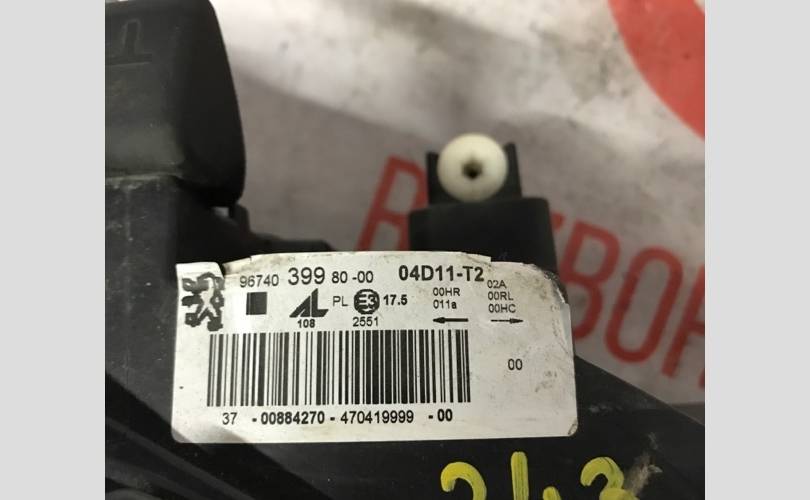 96740 399 80-00 04D11-T2
AL PL E3 17.5 00HR 02A
011a 00RL
00HC
108 2551
00
37 -00884270- 470419999 -00
243